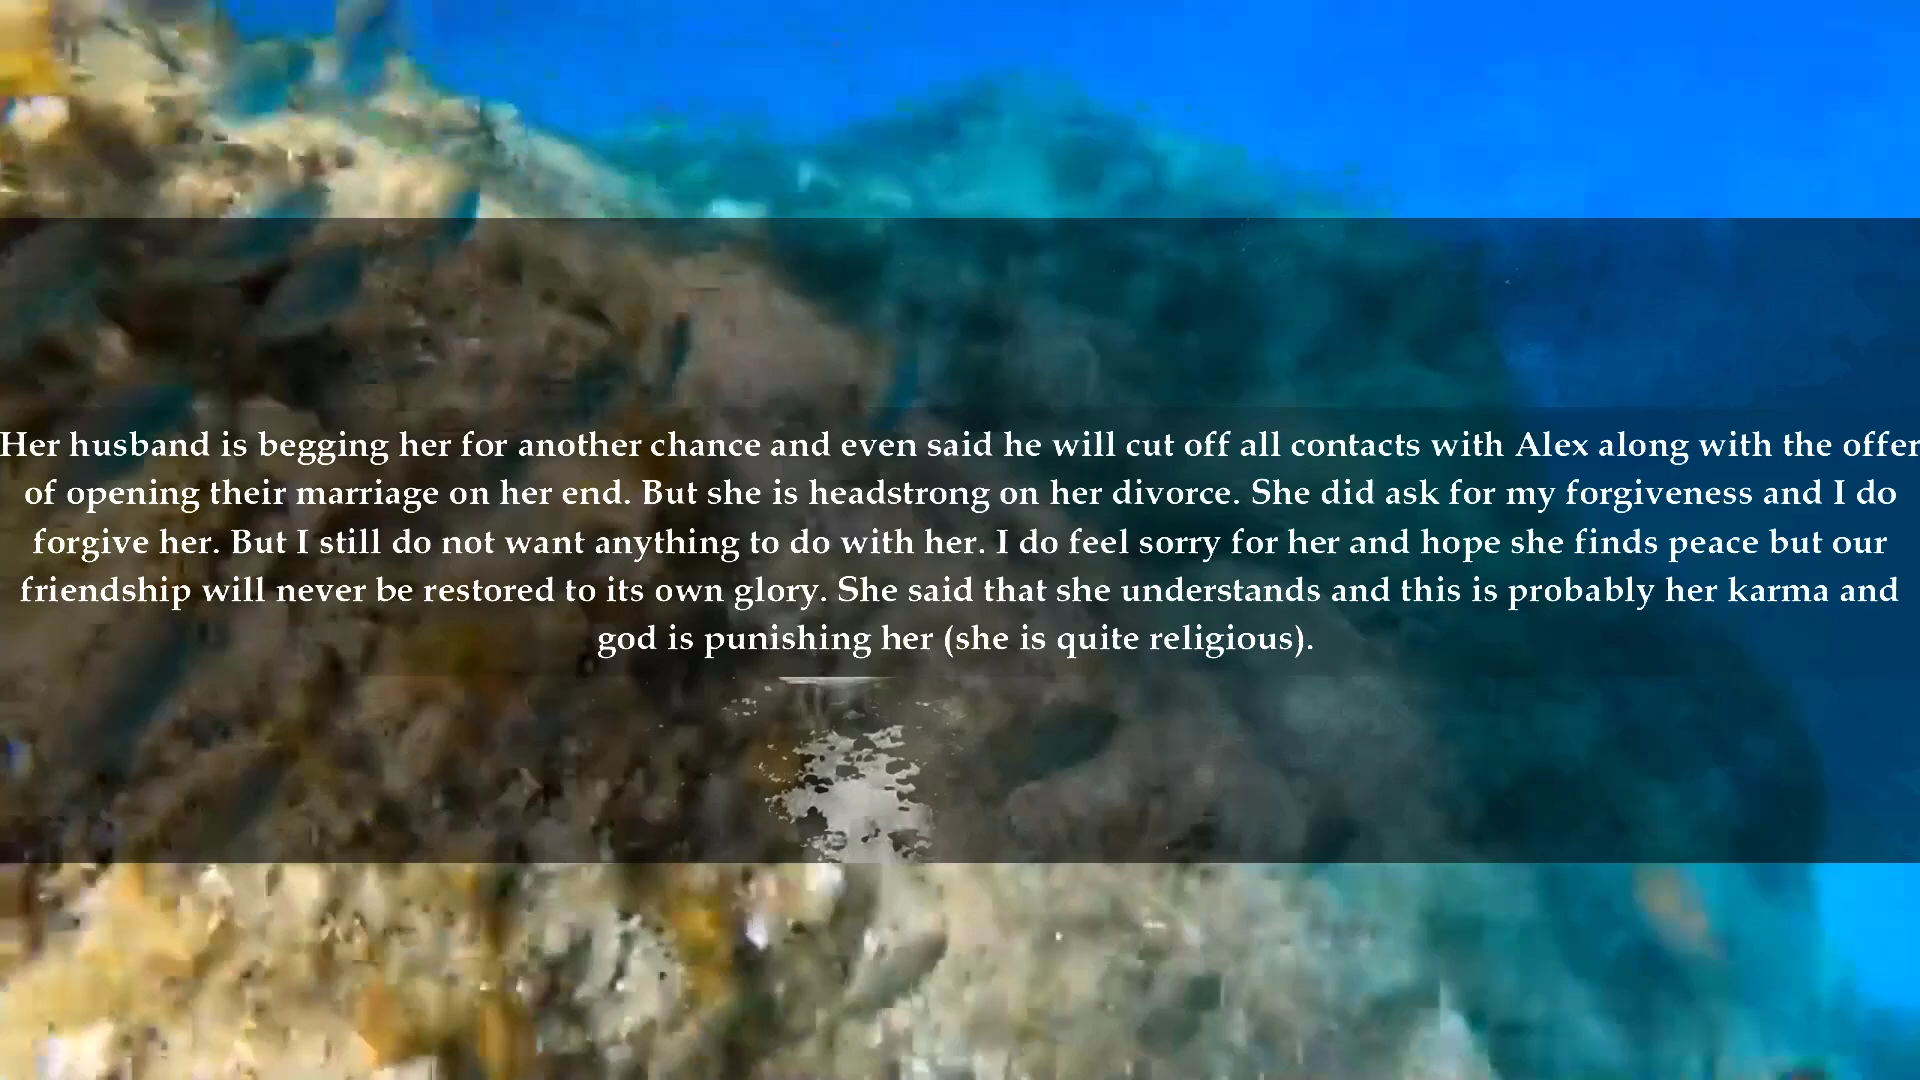 Her husband is begging her for another chance and even said he will cut off all contacts with Alex along with the offer
of opening their marriage on her end. But she is headstrong on her divorce. She did ask for my forgiveness and I do
forgive her. But I still do not want anything to do with her. I do feel sorry for her and hope she finds peace but our
friendship will never be restored to its own glory. She said that she understands and this is probably her karma and
god is punishing her (she is quite religious).